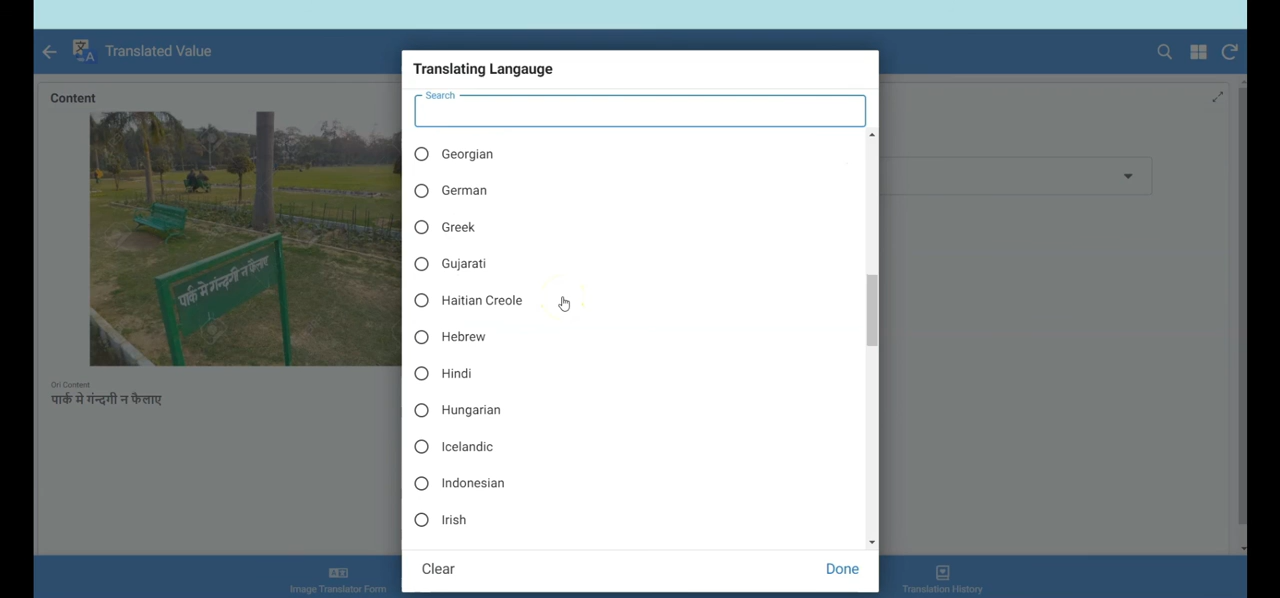 Translated Value
Translating Langauge
Search
Content
Georgian
German
Greek
Gujarati
Haitian Creole
Hebrew
Hindi
Hungarian
Icelandic
Indonesian
Irish
पार्क मे गंन्दगी न फैलाए
Ori Content
पार्क मे गंन्दगी न फैलाए
Clear
Done
Image Translator Form
Translation History